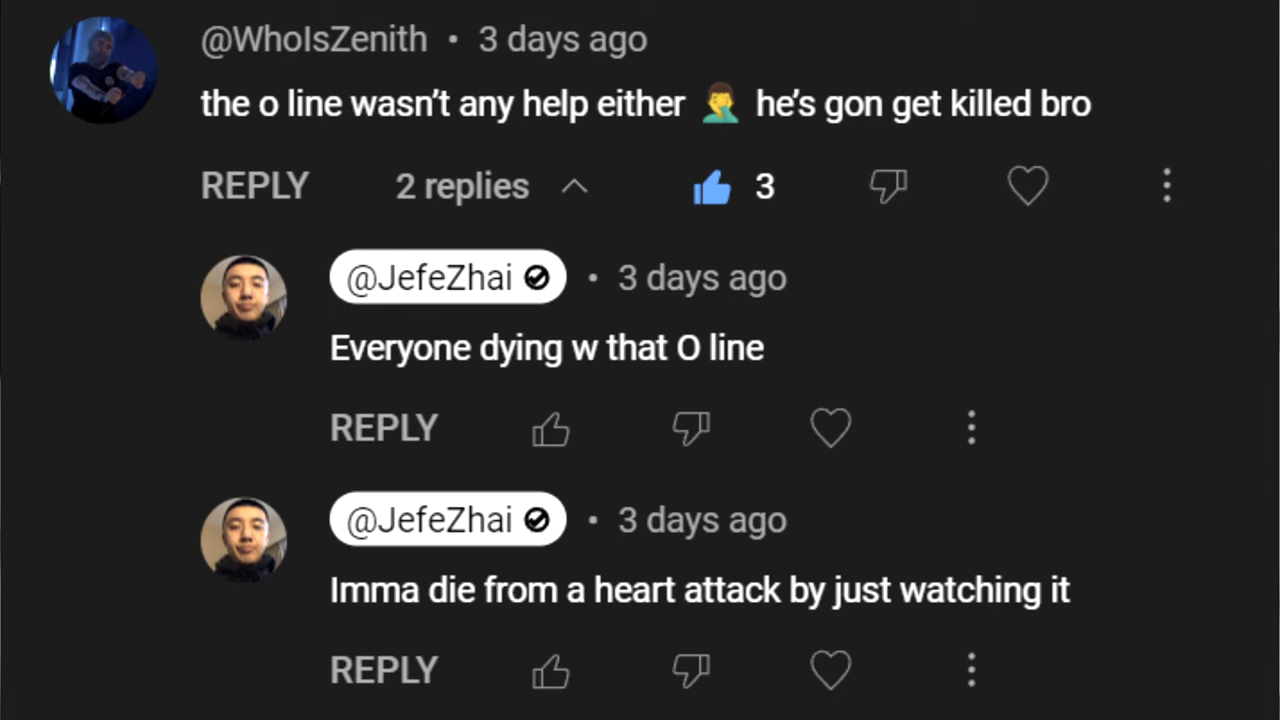 @WhoIsZenith • 3 days ago
the o line wasn't any help either 🤦‍♂️ he's gon get killed bro
REPLY 2 replies 3
@JefeZhai • 3 days ago
Everyone dying w that O line
REPLY
@JefeZhai • 3 days ago
Imma die from a heart attack by just watching it
REPLY